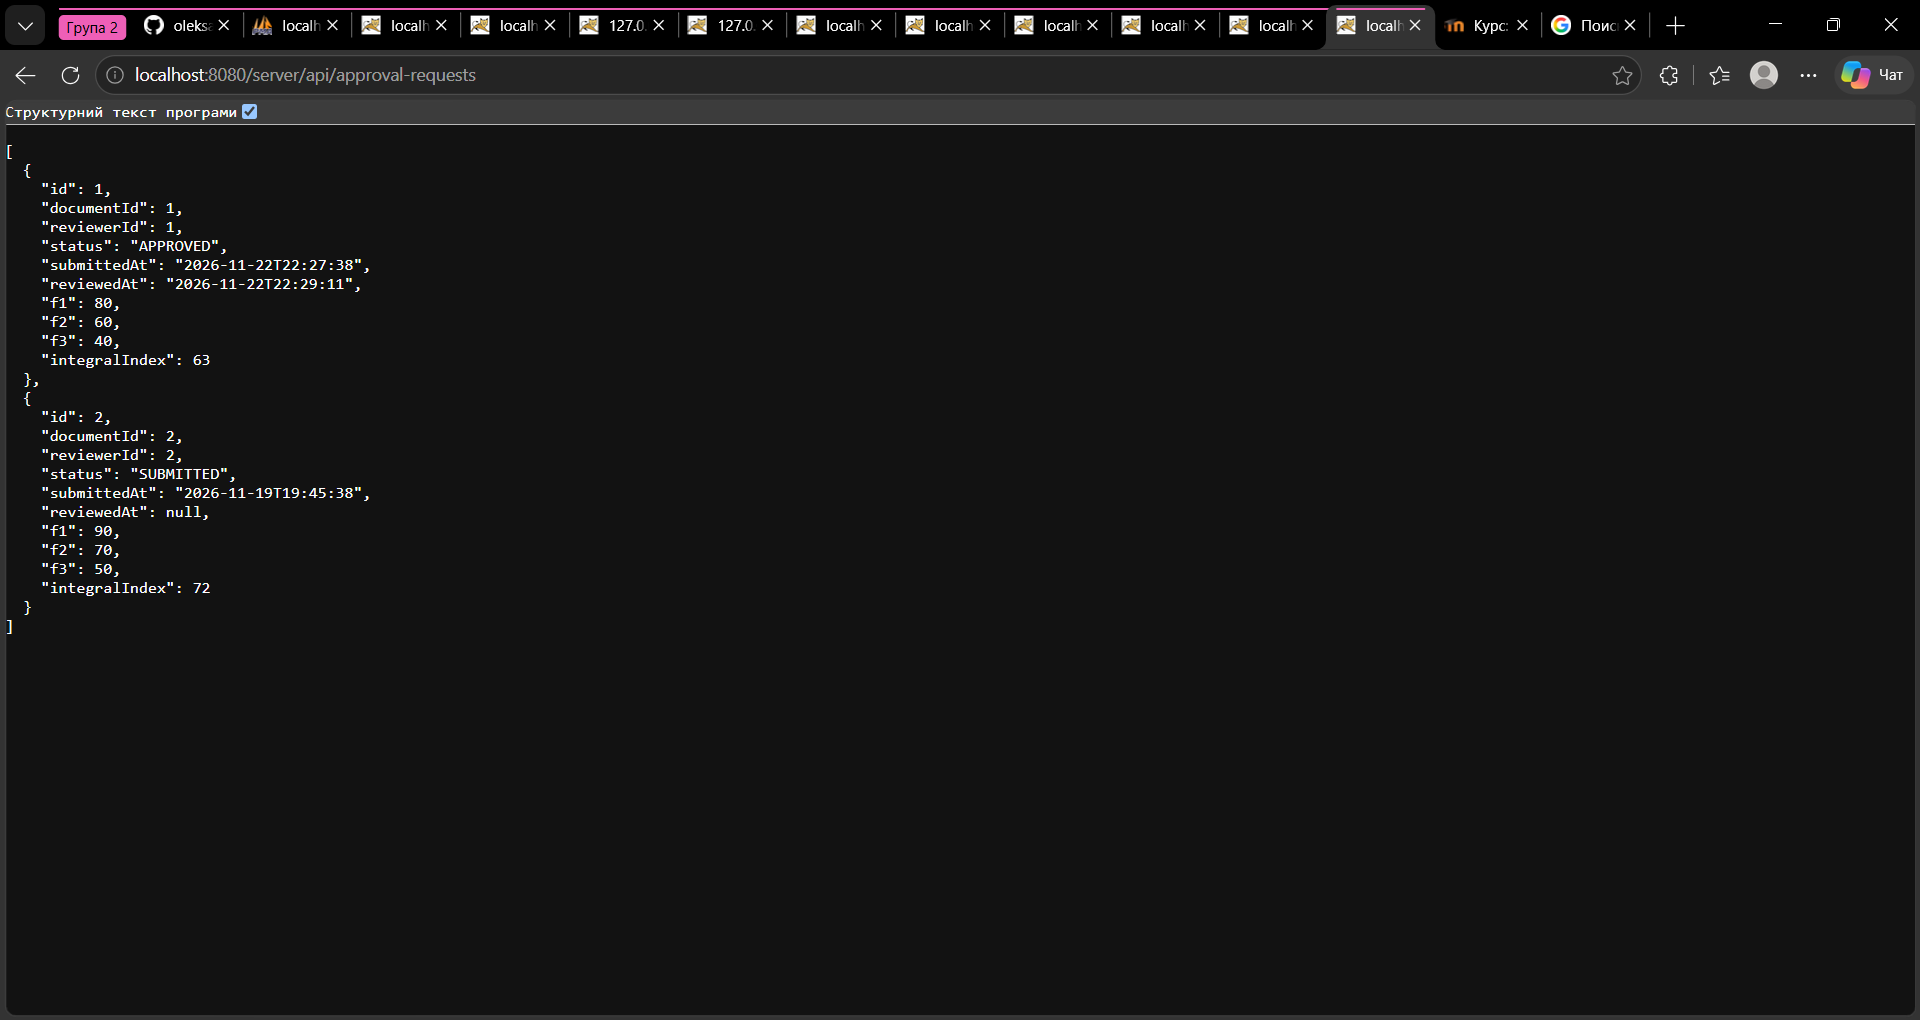 Група 2
oleks
localh
localh
localh
127.0.
127.0.
localh
localh
localh
localh
localh
localh
Курс:
Поис
localhost:8080/server/api/approval-requests
Чат
Структурний текст програми
[
  {
    "id": 1,
    "documentId": 1,
    "reviewerId": 1,
    "status": "APPROVED",
    "submittedAt": "2026-11-22T22:27:38",
    "reviewedAt": "2026-11-22T22:29:11",
    "f1": 80,
    "f2": 60,
    "f3": 40,
    "integralIndex": 63
  },
  {
    "id": 2,
    "documentId": 2,
    "reviewerId": 2,
    "status": "SUBMITTED",
    "submittedAt": "2026-11-19T19:45:38",
    "reviewedAt": null,
    "f1": 90,
    "f2": 70,
    "f3": 50,
    "integralIndex": 72
  }
]